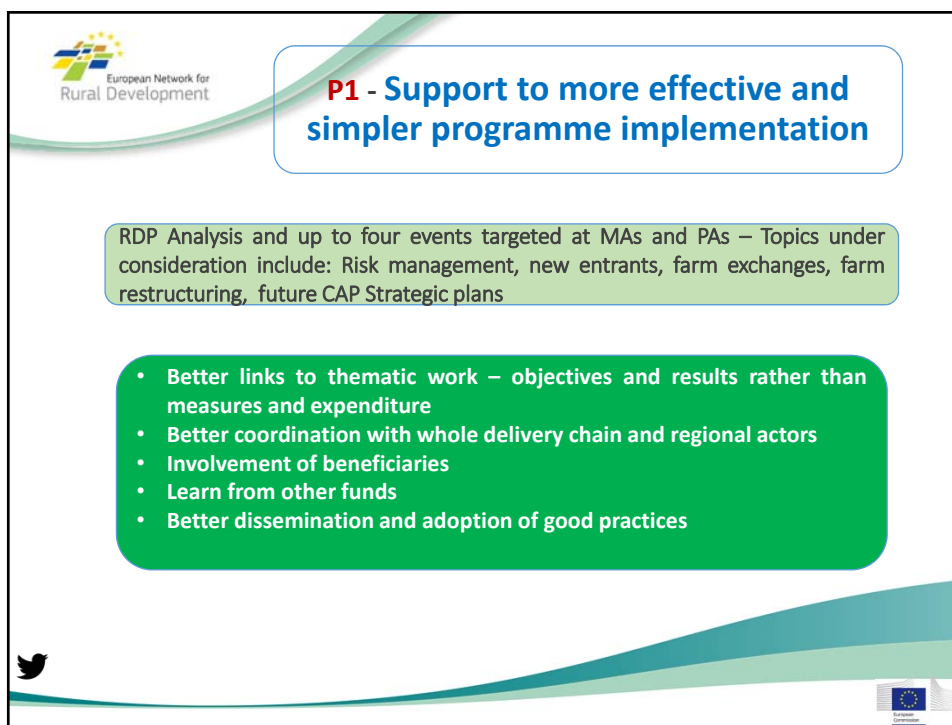 European Network for
Rural Development
P1 - Support to more effective and
simpler programme implementation
RDP Analysis and up to four events targeted at MAs and PAs – Topics under
consideration include: Risk management, new entrants, farm exchanges, farm
restructuring, future CAP Strategic plans
• Better links to thematic work – objectives and results rather than
measures and expenditure
• Better coordination with whole delivery chain and regional actors
• Involvement of beneficiaries
• Learn from other funds
• Better dissemination and adoption of good practices
European
Commission